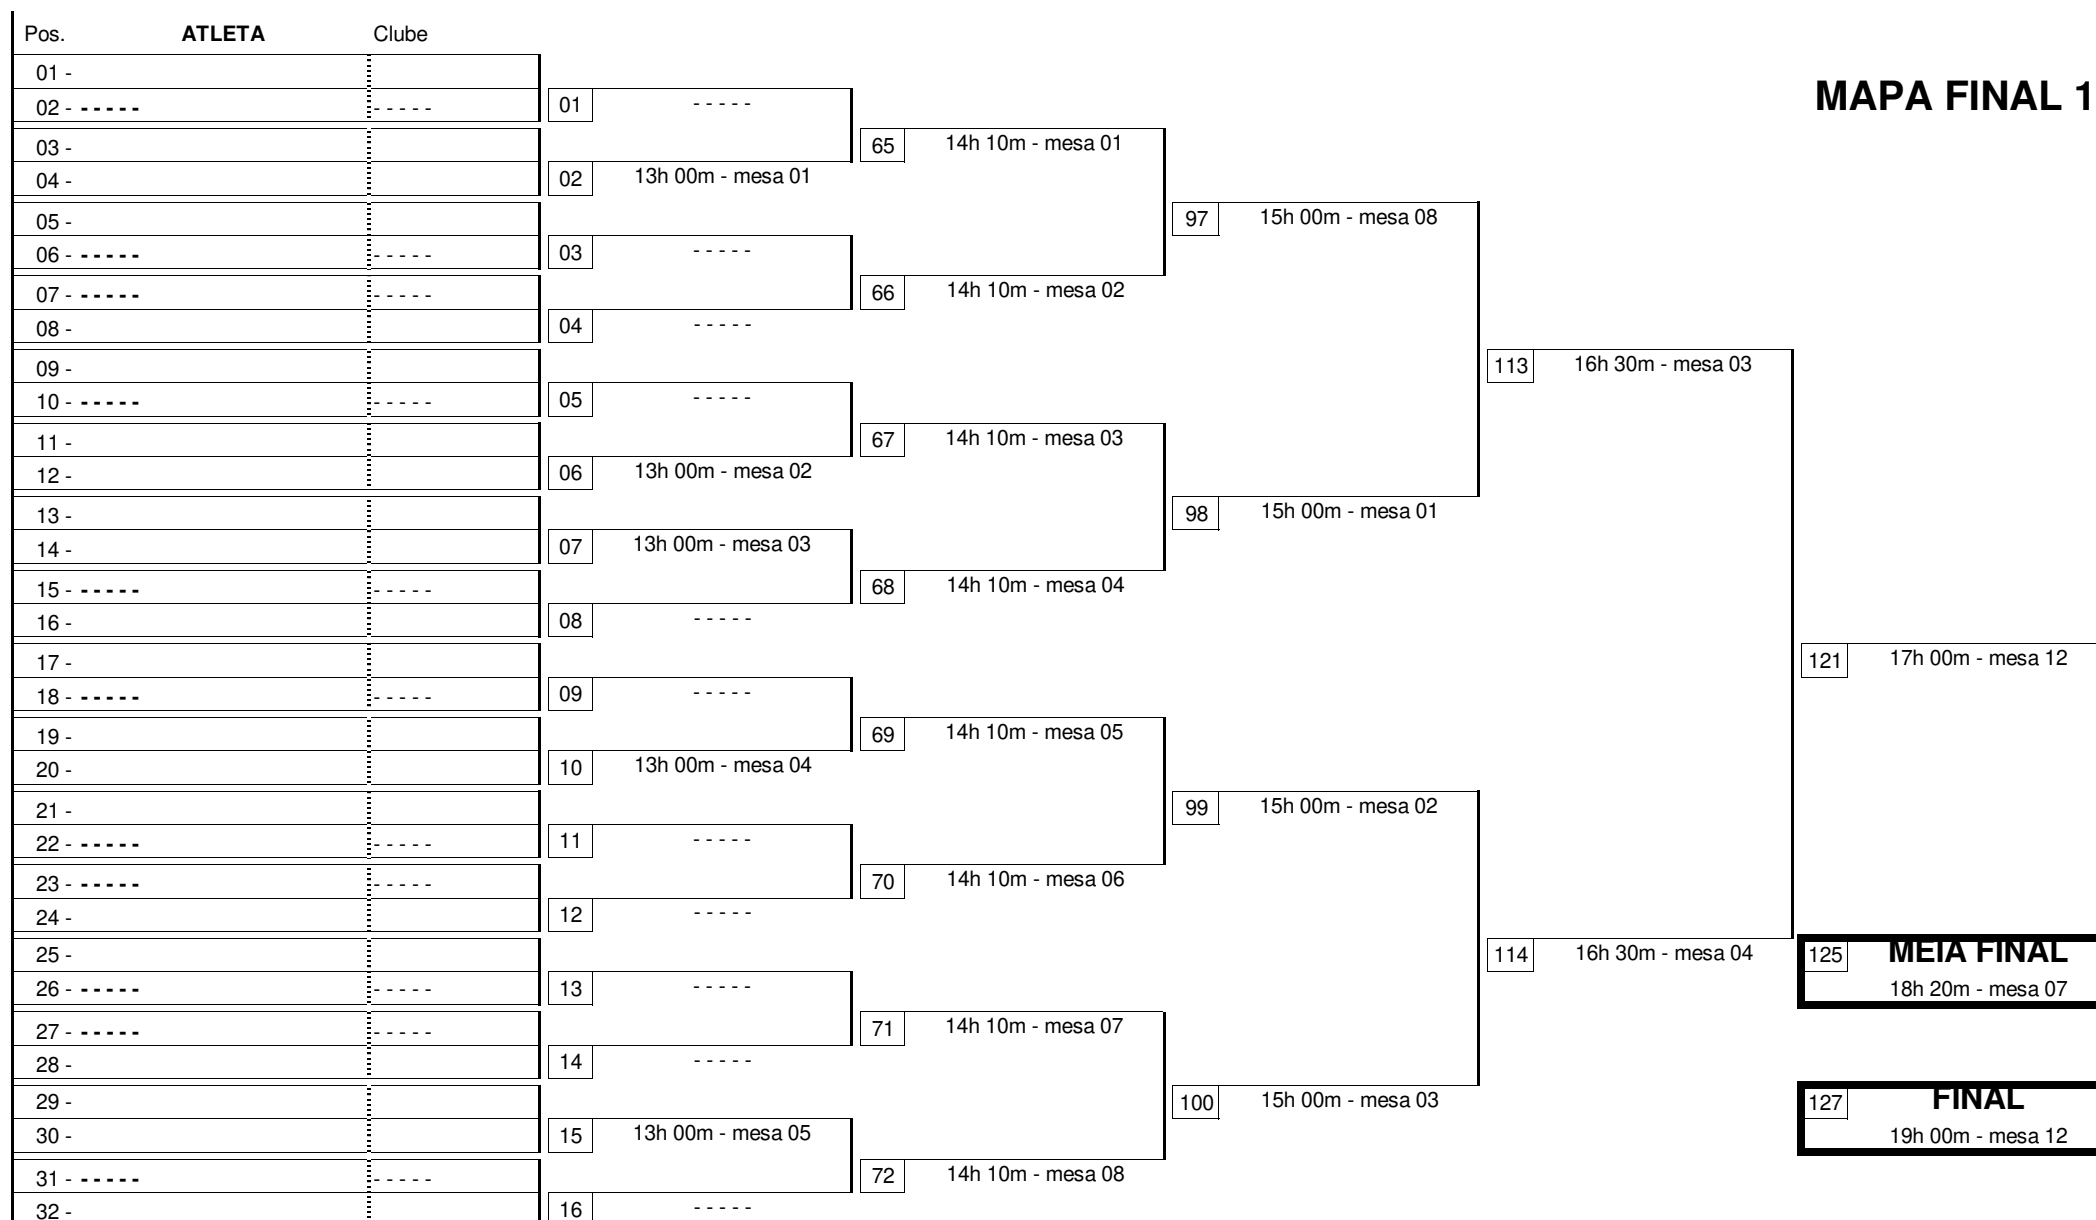 Pos. ATLETA Clube
01 -
MAPA FINAL 1
02 - - - - - - - - - - - 01 - - - - -
03 - 65 14h 10m - mesa 01
04 - 02 13h 00m - mesa 01
05 - 97 15h 00m - mesa 08
06 - - - - - - - - - - - 03 - - - - -
07 - - - - - - - - - - - 66 14h 10m - mesa 02
08 - 04 - - - - -
09 - 113 16h 30m - mesa 03
10 - - - - - - - - - - - 05 - - - - -
11 - 67 14h 10m - mesa 03
12 - 06 13h 00m - mesa 02
13 - 98 15h 00m - mesa 01
14 - 07 13h 00m - mesa 03
15 - - - - - - - - - - - 68 14h 10m - mesa 04
16 - 08 - - - - -
17 - 121 17h 00m - mesa 12
18 - - - - - - - - - - - 09 - - - - -
19 - 69 14h 10m - mesa 05
20 - 10 13h 00m - mesa 04
21 - 99 15h 00m - mesa 02
22 - - - - - - - - - - - 11 - - - - -
23 - - - - - - - - - - - 70 14h 10m - mesa 06
24 - 12 - - - - -
25 - 114 16h 30m - mesa 04 125 MEIA FINAL
26 - - - - - - - - - - - 13 - - - - - 18h 20m - mesa 07
27 - - - - - - - - - - - 71 14h 10m - mesa 07
28 - 14 - - - - -
29 - 100 15h 00m - mesa 03 127 FINAL
30 - 15 13h 00m - mesa 05 19h 00m - mesa 12
31 - - - - - - - - - - - 72 14h 10m - mesa 08
32 - 16 - - - - -